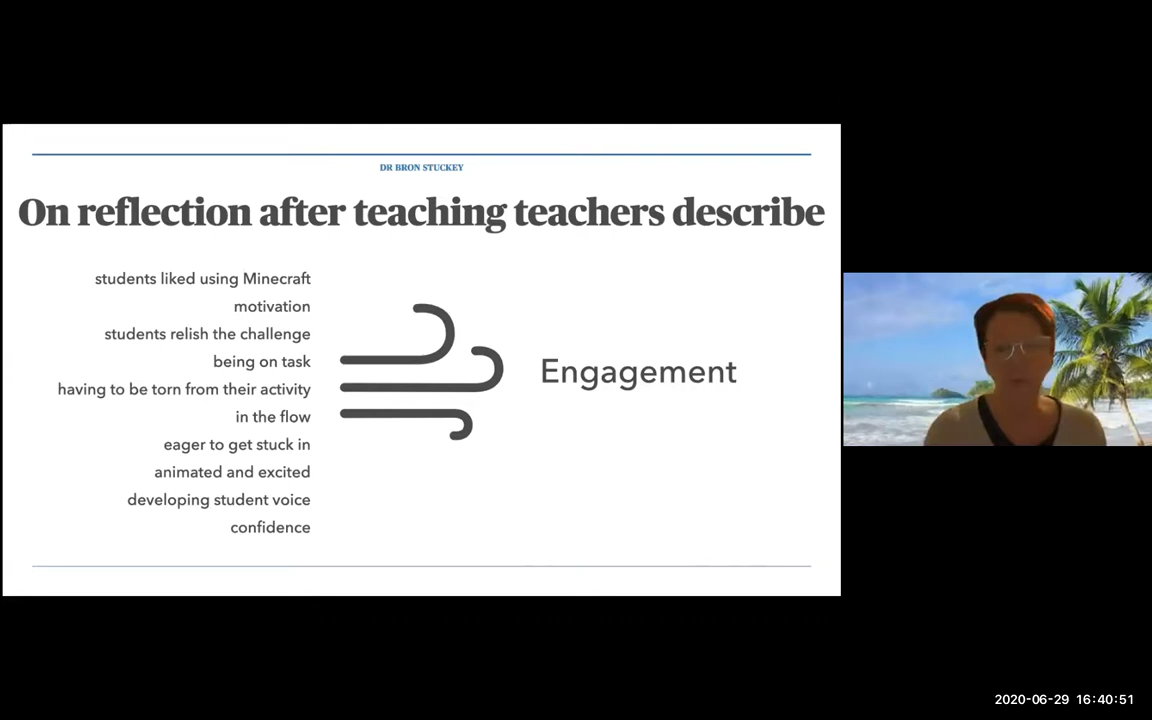 DR BRON STUCKEY
On reflection after teaching teachers describe
students liked using Minecraft
motivation
students relish the challenge
being on task
having to be torn from their activity
in the flow
eager to get stuck in
animated and excited
developing student voice
confidence
Engagement
2020-06-29 16:40:51